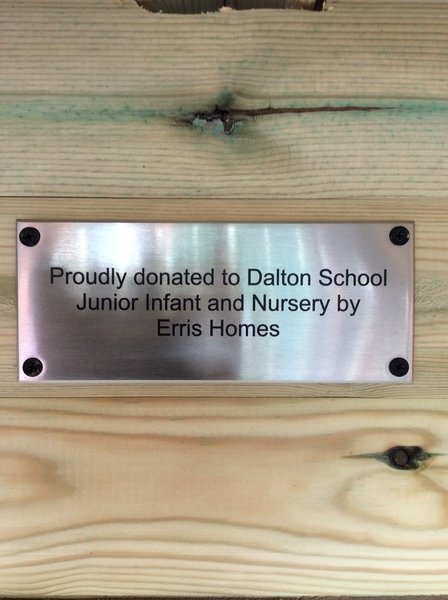 Proudly donated to Dalton School
Junior Infant and Nursery by
Erris Homes